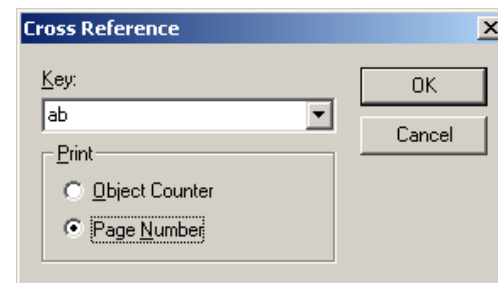 Cross Reference
Key:
ab
OK
Cancel
Print
Object Counter
Page Number